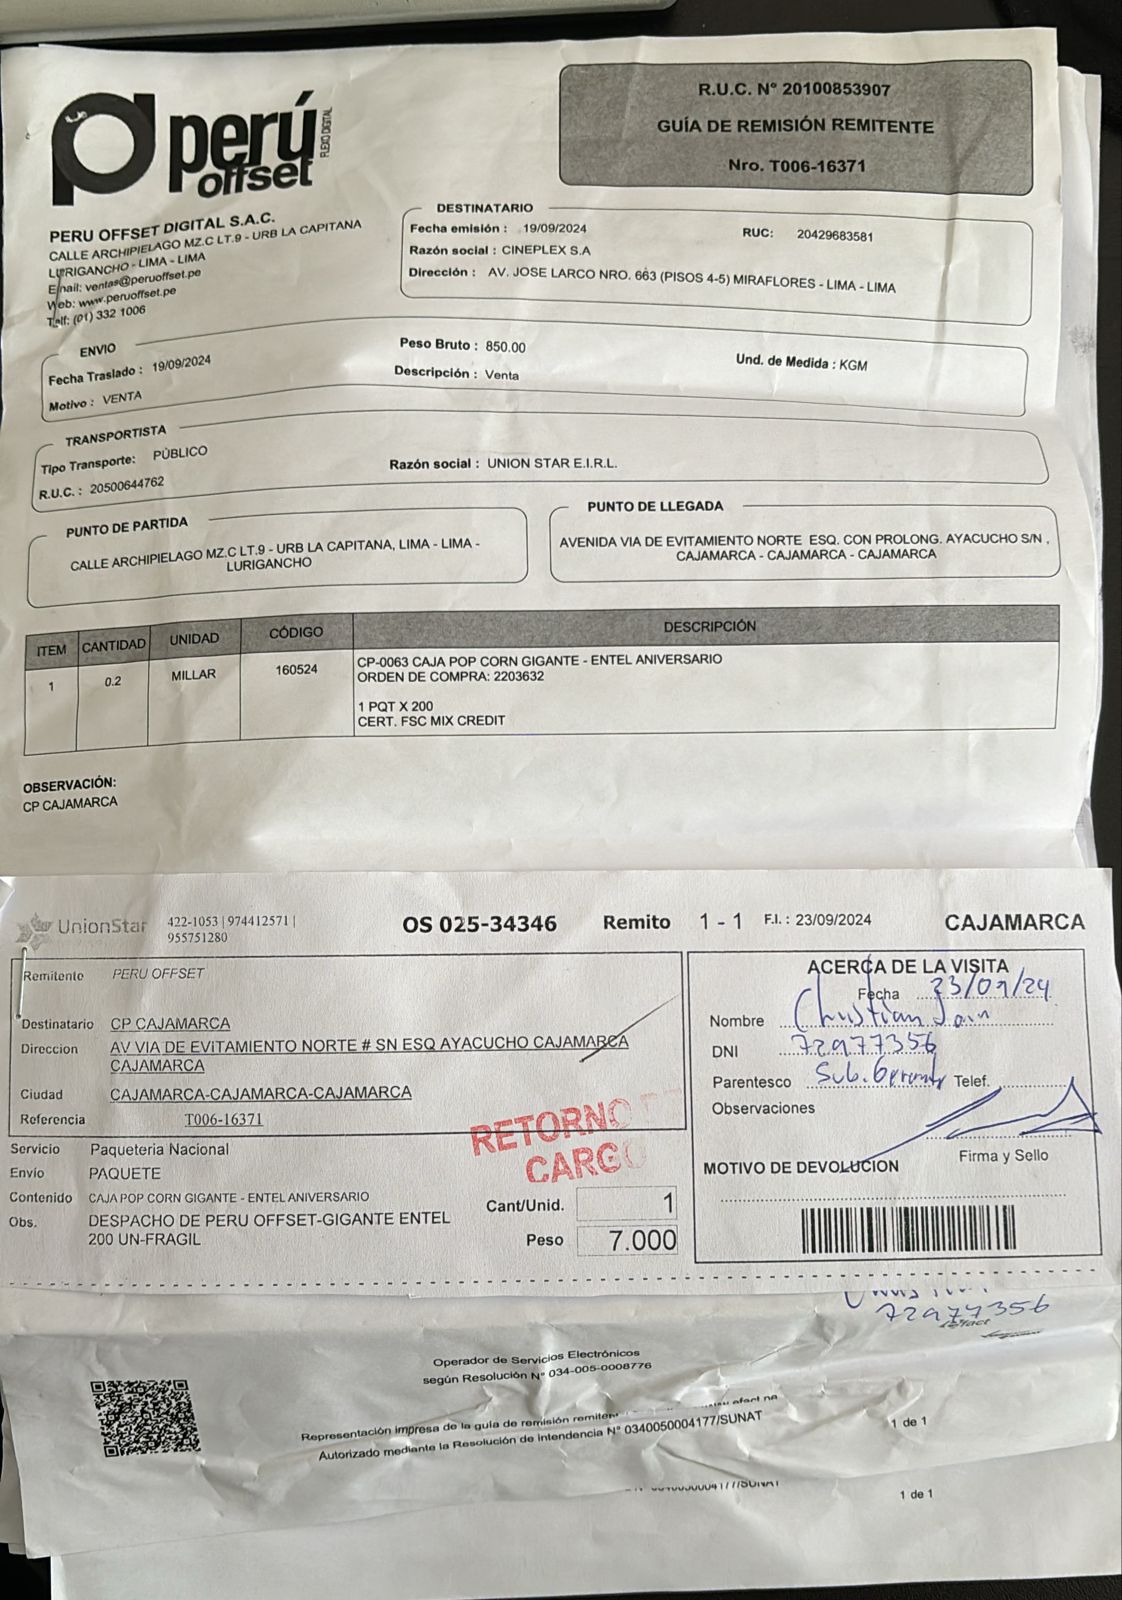 perú
offset
FLEXO DIGITAL
R.U.C. N° 20100853907
GUÍA DE REMISIÓN REMITENTE
Nro. T006-16371
PERU OFFSET DIGITAL S.A.C.
CALLE ARCHIPIELAGO MZ.C LT.9 - URB LA CAPITANA
LURIGANCHO - LIMA - LIMA
Email: ventas@peruoffset.pe
Web: www.peruoffset.pe
Telf: (01) 332 1006
DESTINATARIO
Fecha emisión : 19/09/2024 RUC: 20429683581
Razón social : CINEPLEX S.A
Dirección : AV. JOSE LARCO NRO. 663 (PISOS 4-5) MIRAFLORES - LIMA - LIMA
ENVIO
Fecha Traslado : 19/09/2024 Peso Bruto : 850.00 Und. de Medida : KGM
Motivo : VENTA Descripción : Venta
TRANSPORTISTA
Tipo Transporte: PÚBLICO Razón social : UNION STAR E.I.R.L.
R.U.C. : 20500644762
PUNTO DE PARTIDA
CALLE ARCHIPIELAGO MZ.C LT.9 - URB LA CAPITANA, LIMA - LIMA -
LURIGANCHO
PUNTO DE LLEGADA
AVENIDA VIA DE EVITAMIENTO NORTE ESQ. CON PROLONG. AYACUCHO S/N ,
CAJAMARCA - CAJAMARCA - CAJAMARCA
ITEM CANTIDAD UNIDAD CÓDIGO DESCRIPCIÓN
1 0.2 MILLAR 160524 CP-0063 CAJA POP CORN GIGANTE - ENTEL ANIVERSARIO
ORDEN DE COMPRA: 2203632
1 PQT X 200
CERT. FSC MIX CREDIT
OBSERVACIÓN:
CP CAJAMARCA
UnionStar 422-1053 | 974412571 |
955751280
OS 025-34346 Remito 1 - 1 F.I. : 23/09/2024 CAJAMARCA
Remitente PERU OFFSET
Destinatario CP CAJAMARCA
Direccion AV VIA DE EVITAMIENTO NORTE # SN ESQ AYACUCHO CAJAMARCA
CAJAMARCA
Ciudad CAJAMARCA-CAJAMARCA-CAJAMARCA
Referencia T006-16371
Servicio Paqueteria Nacional
Envío PAQUETE
Contenido CAJA POP CORN GIGANTE - ENTEL ANIVERSARIO
Obs. DESPACHO DE PERU OFFSET-GIGANTE ENTEL
200 UN-FRAGIL
RETORNO
CARGO
Cant/Unid. 1
Peso 7.000
ACERCA DE LA VISITA
Fecha 23/09/24
Nombre Christian
DNI 72977356
Parentesco Sub. Gerente Telef.
Observaciones
Firma y Sello
MOTIVO DE DEVOLUCION
72977356
Operador de Servicios Electrónicos
según Resolución N° 034-005-0008776
Representación impresa de la guía de remisión
Autorizado mediante la Resolución de intendencia N° 0340050004177/SUNAT
1 de 1
1 de 1